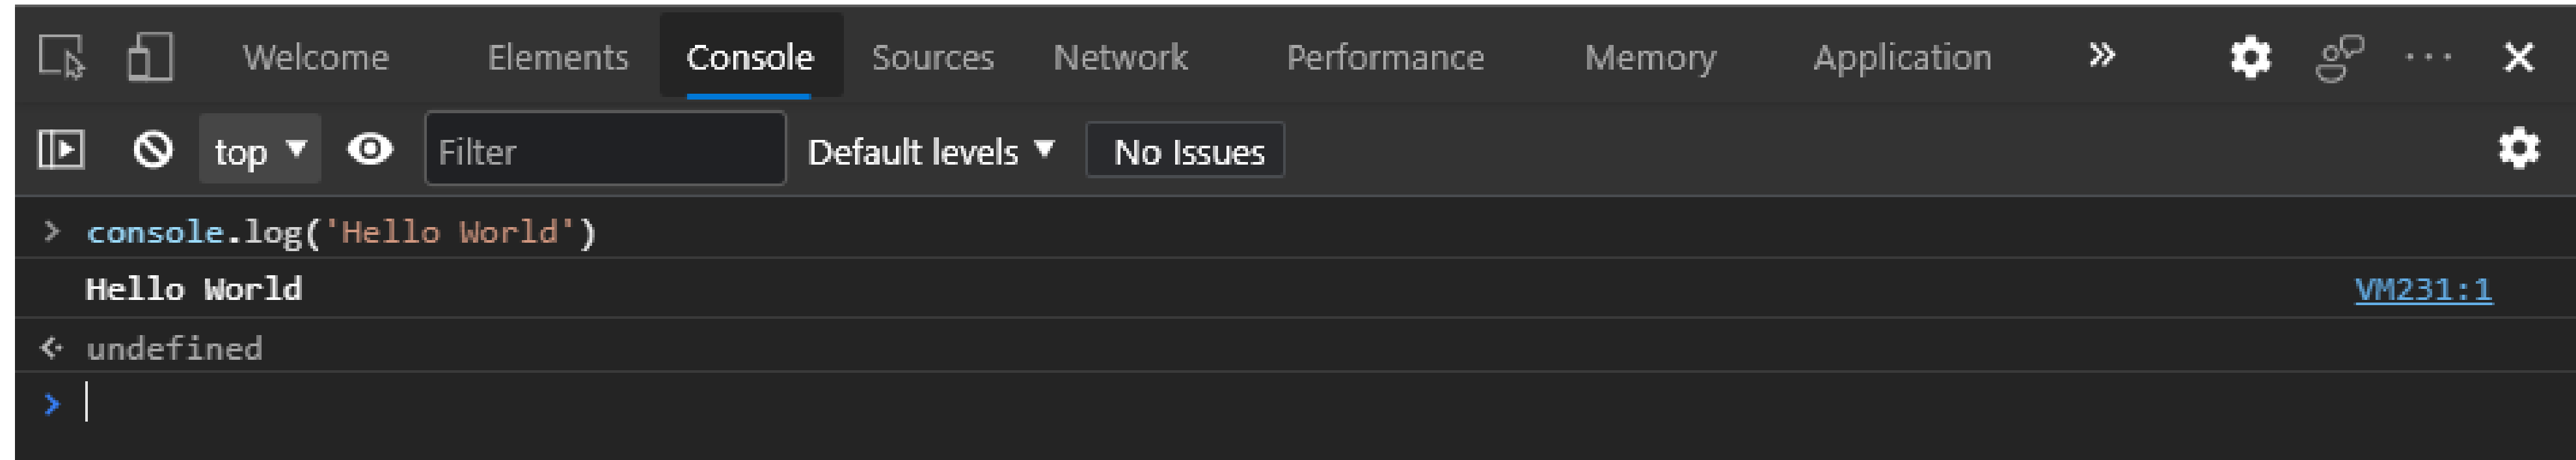 Welcome Elements Console Sources Network Performance Memory Application
top Filter Default levels No Issues
console.log('Hello World')
Hello World VM231:1
undefined